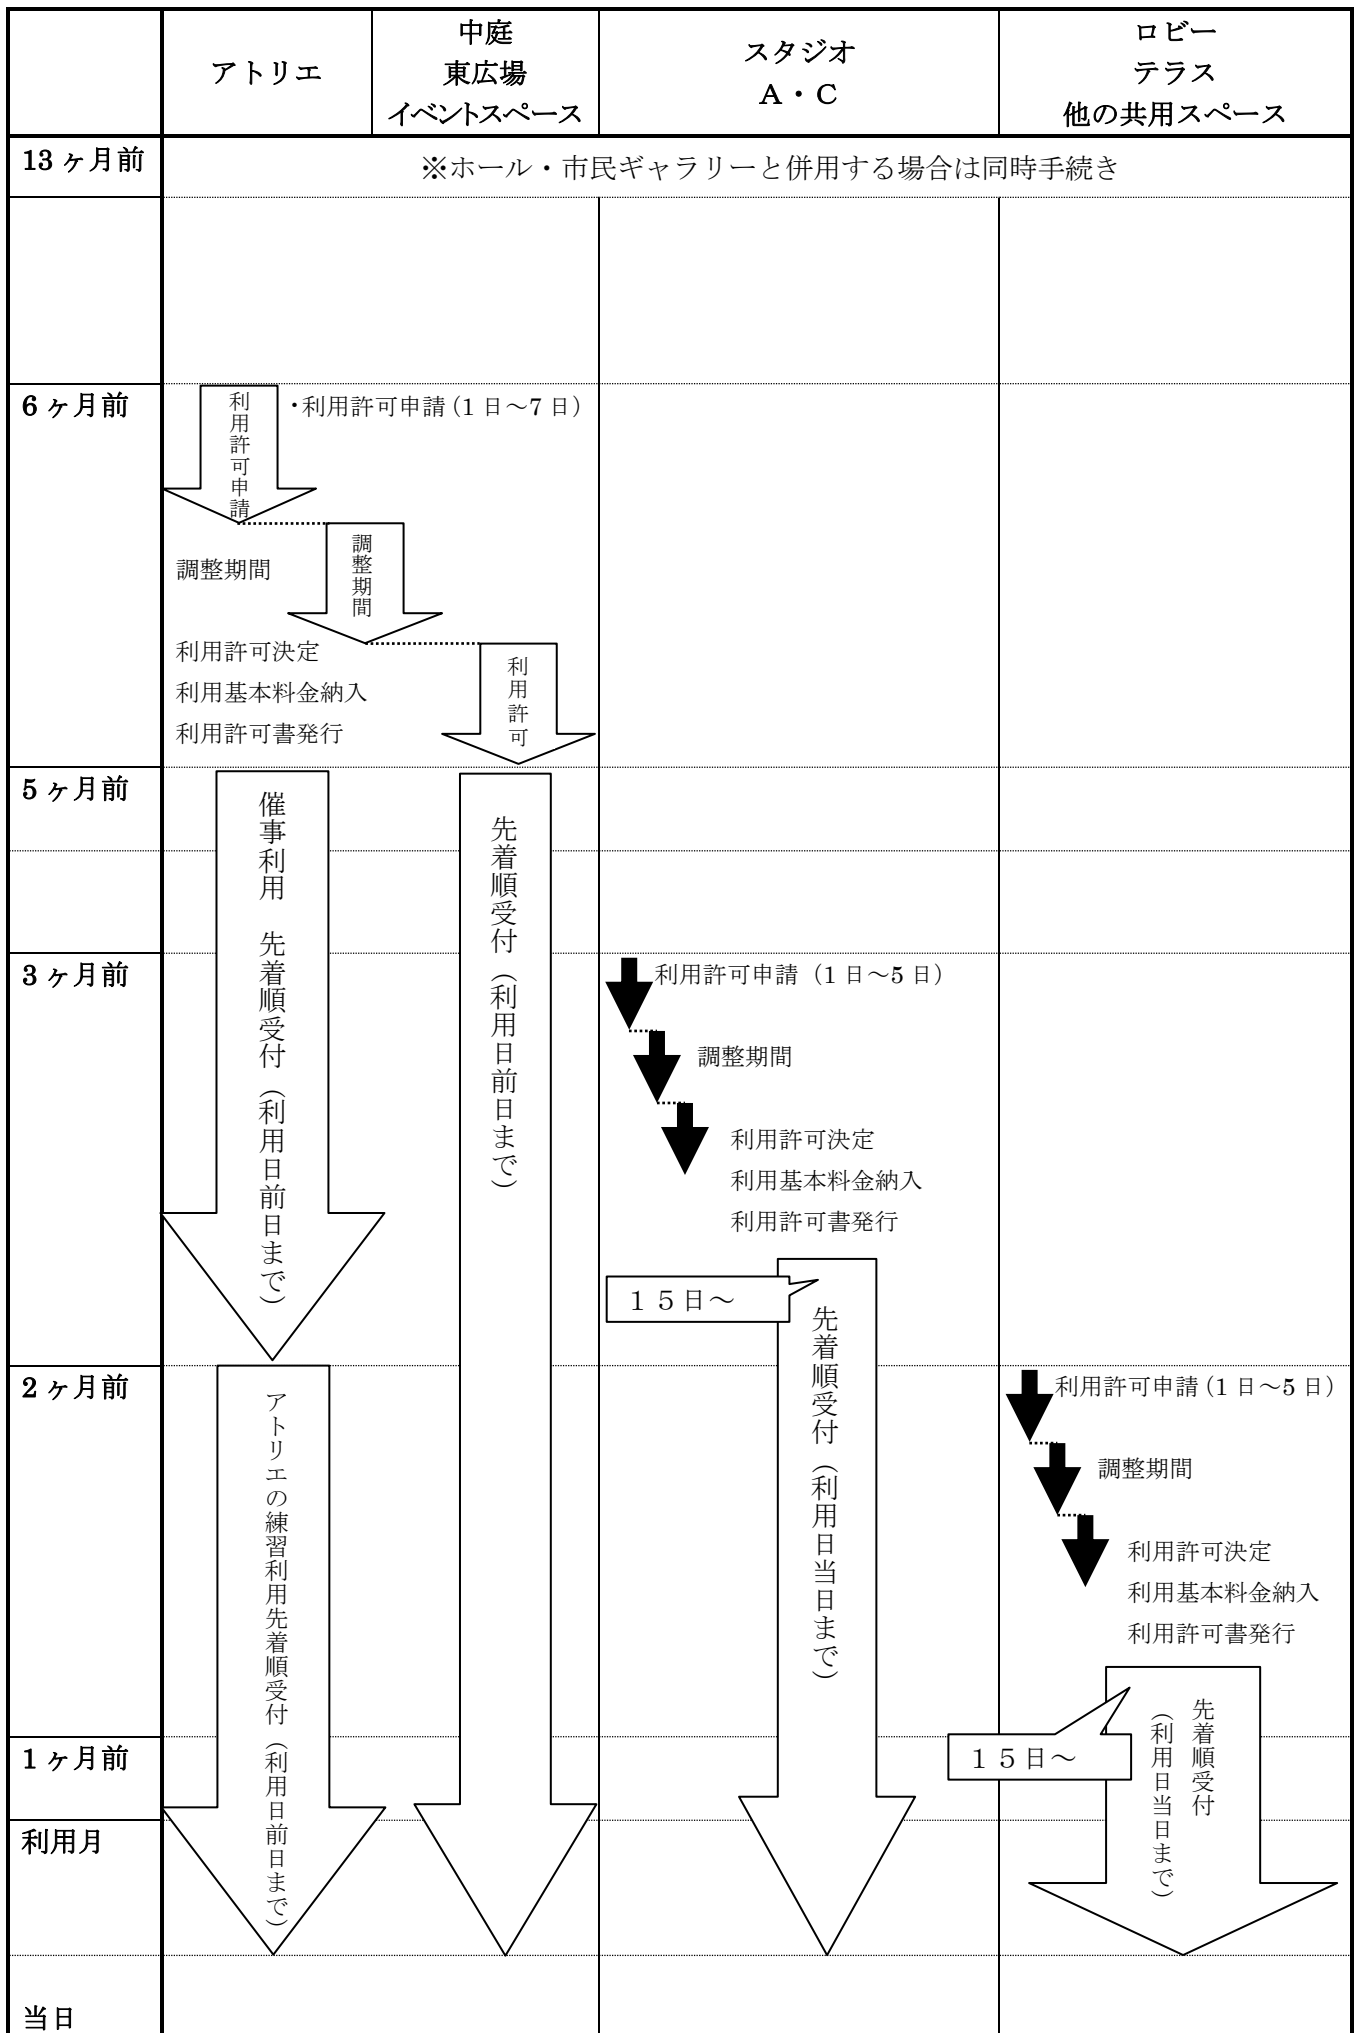 アトリエ
中庭
東広場
イベントスペース
スタジオ
A・C
ロビー
テラス
他の共用スペース
13ヶ月前
※ホール・市民ギャラリーと併用する場合は同時手続き
6ヶ月前
利用許可申請
・利用許可申請(1日～7日)
調整期間
調整期間
利用許可決定
利用基本料金納入
利用許可書発行
利用許可
5ヶ月前
催事利用 先着順受付(利用日前日まで)
先着順受付(利用日前日まで)
3ヶ月前
利用許可申請(1日～5日)
調整期間
利用許可決定
利用基本料金納入
利用許可書発行
15日～
先着順受付(利用日当日まで)
2ヶ月前
アトリエの練習利用先着順受付(利用日前日まで)
利用許可申請(1日～5日)
調整期間
利用許可決定
利用基本料金納入
利用許可書発行
1ヶ月前
15日～
先着順受付
(利用日当日まで)
利用月
当日